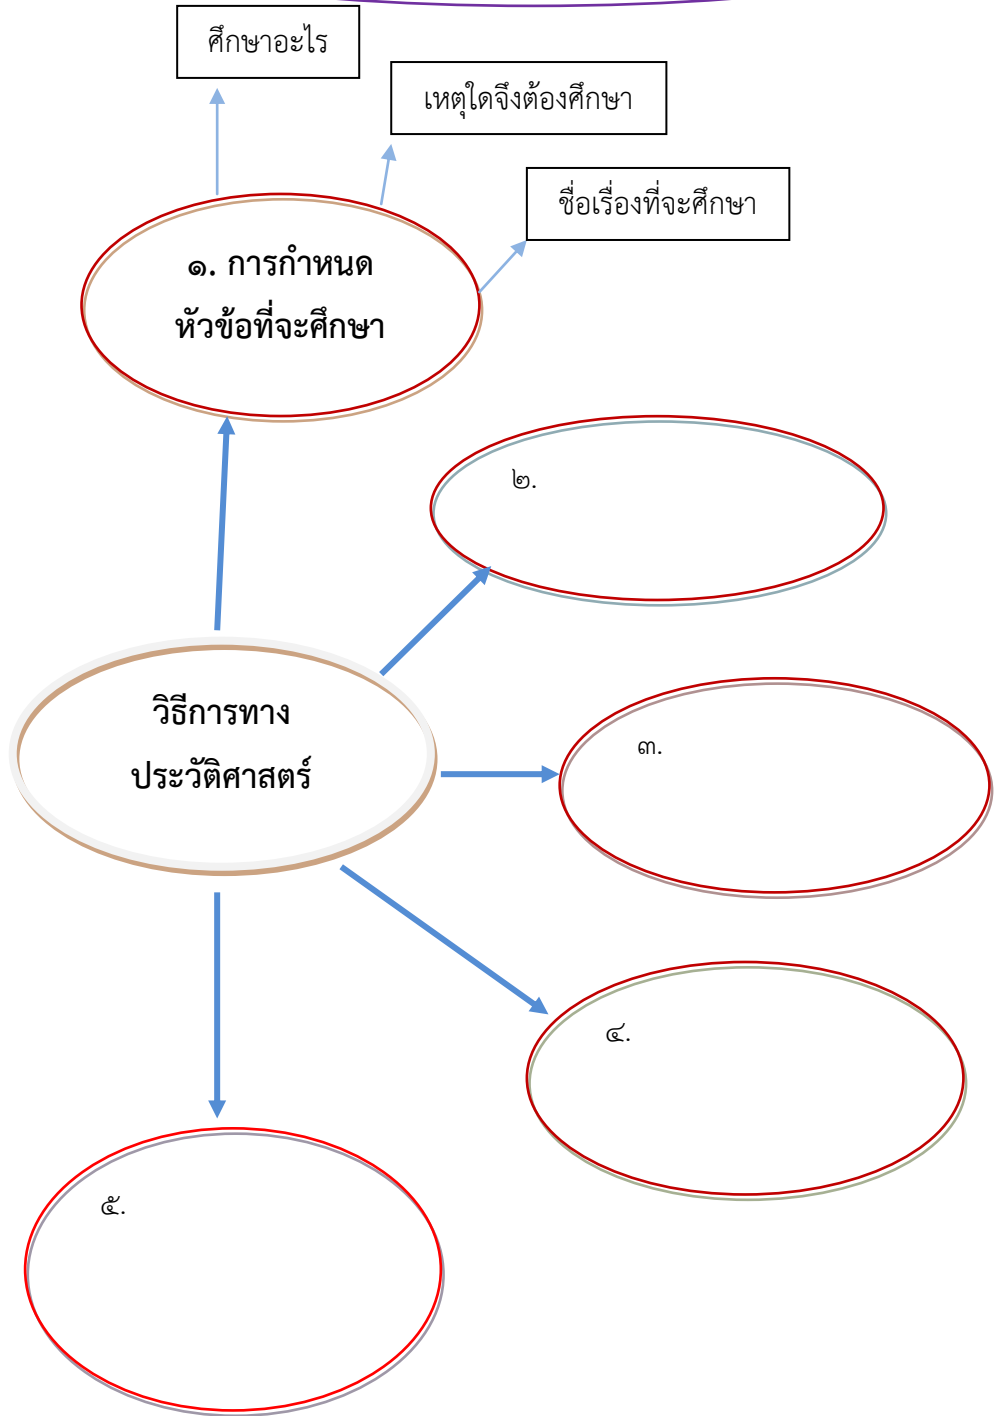 ศึกษาอะไร
เหตุใดจึงต้องศึกษา
ชื่อเรื่องที่จะศึกษา
๑. การกำหนด
หัวข้อที่จะศึกษา
๒.
วิธีการทาง
ประวัติศาสตร์
๓.
๔.
๕.